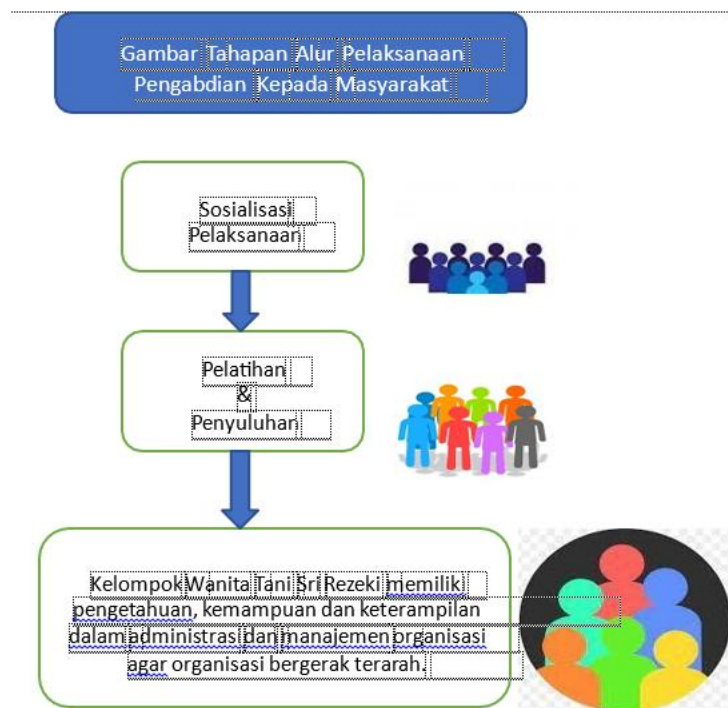 Gambar Tahapan Alur Pelaksanaan
Pengabdian Kepada Masyarakat
Sosialisasi
Pelaksanaan
Pelatihan
&
Penyuluhan
Kelompok Wanita Tani Sri Rezeki memiliki
pengetahuan, kemampuan dan keterampilan
dalam administrasi dan manajemen organisasi
agar organisasi bergerak terarah.